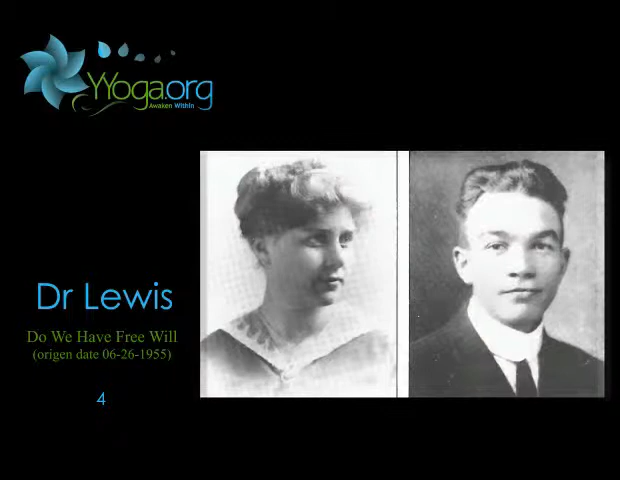 YYoga.org
Awaken Within
Dr Lewis
Do We Have Free Will
(origen date 06-26-1955)
4